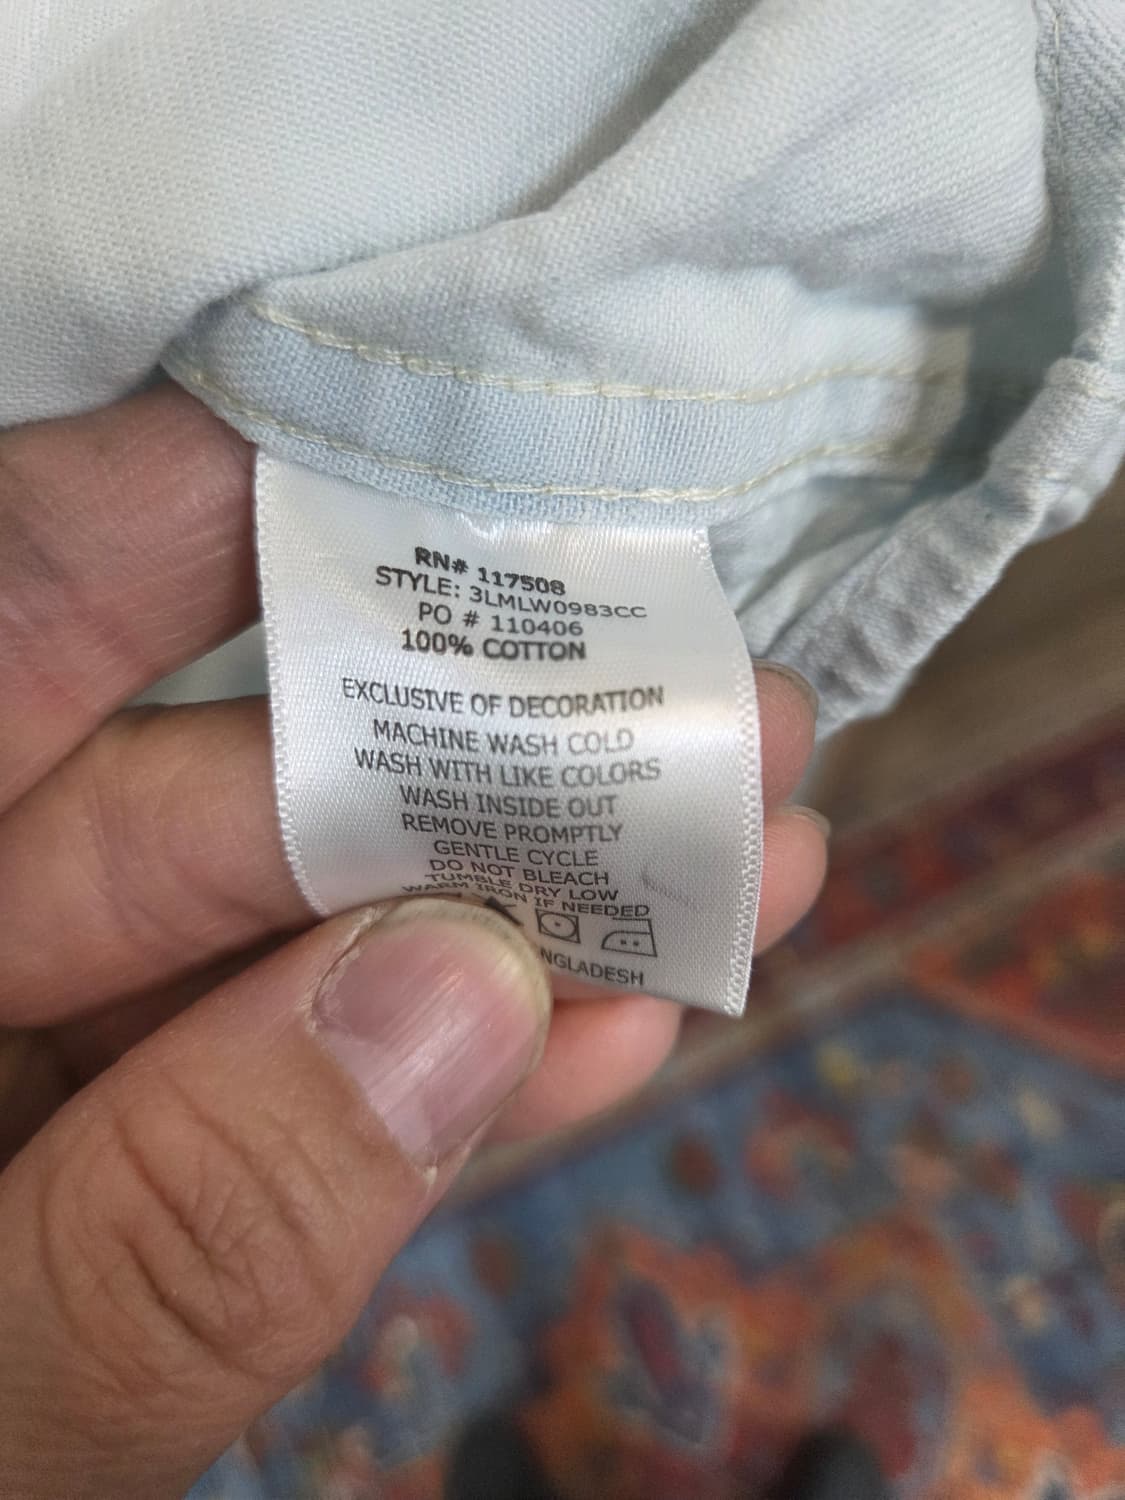 RN# 117508
STYLE: 3LMLW0983CC
PO # 110406
100% COTTON
EXCLUSIVE OF DECORATION
MACHINE WASH COLD
WASH WITH LIKE COLORS
WASH INSIDE OUT
REMOVE PROMPTLY
GENTLE CYCLE
DO NOT BLEACH
TUMBLE DRY LOW
WARM IRON IF NEEDED
NGLADESH